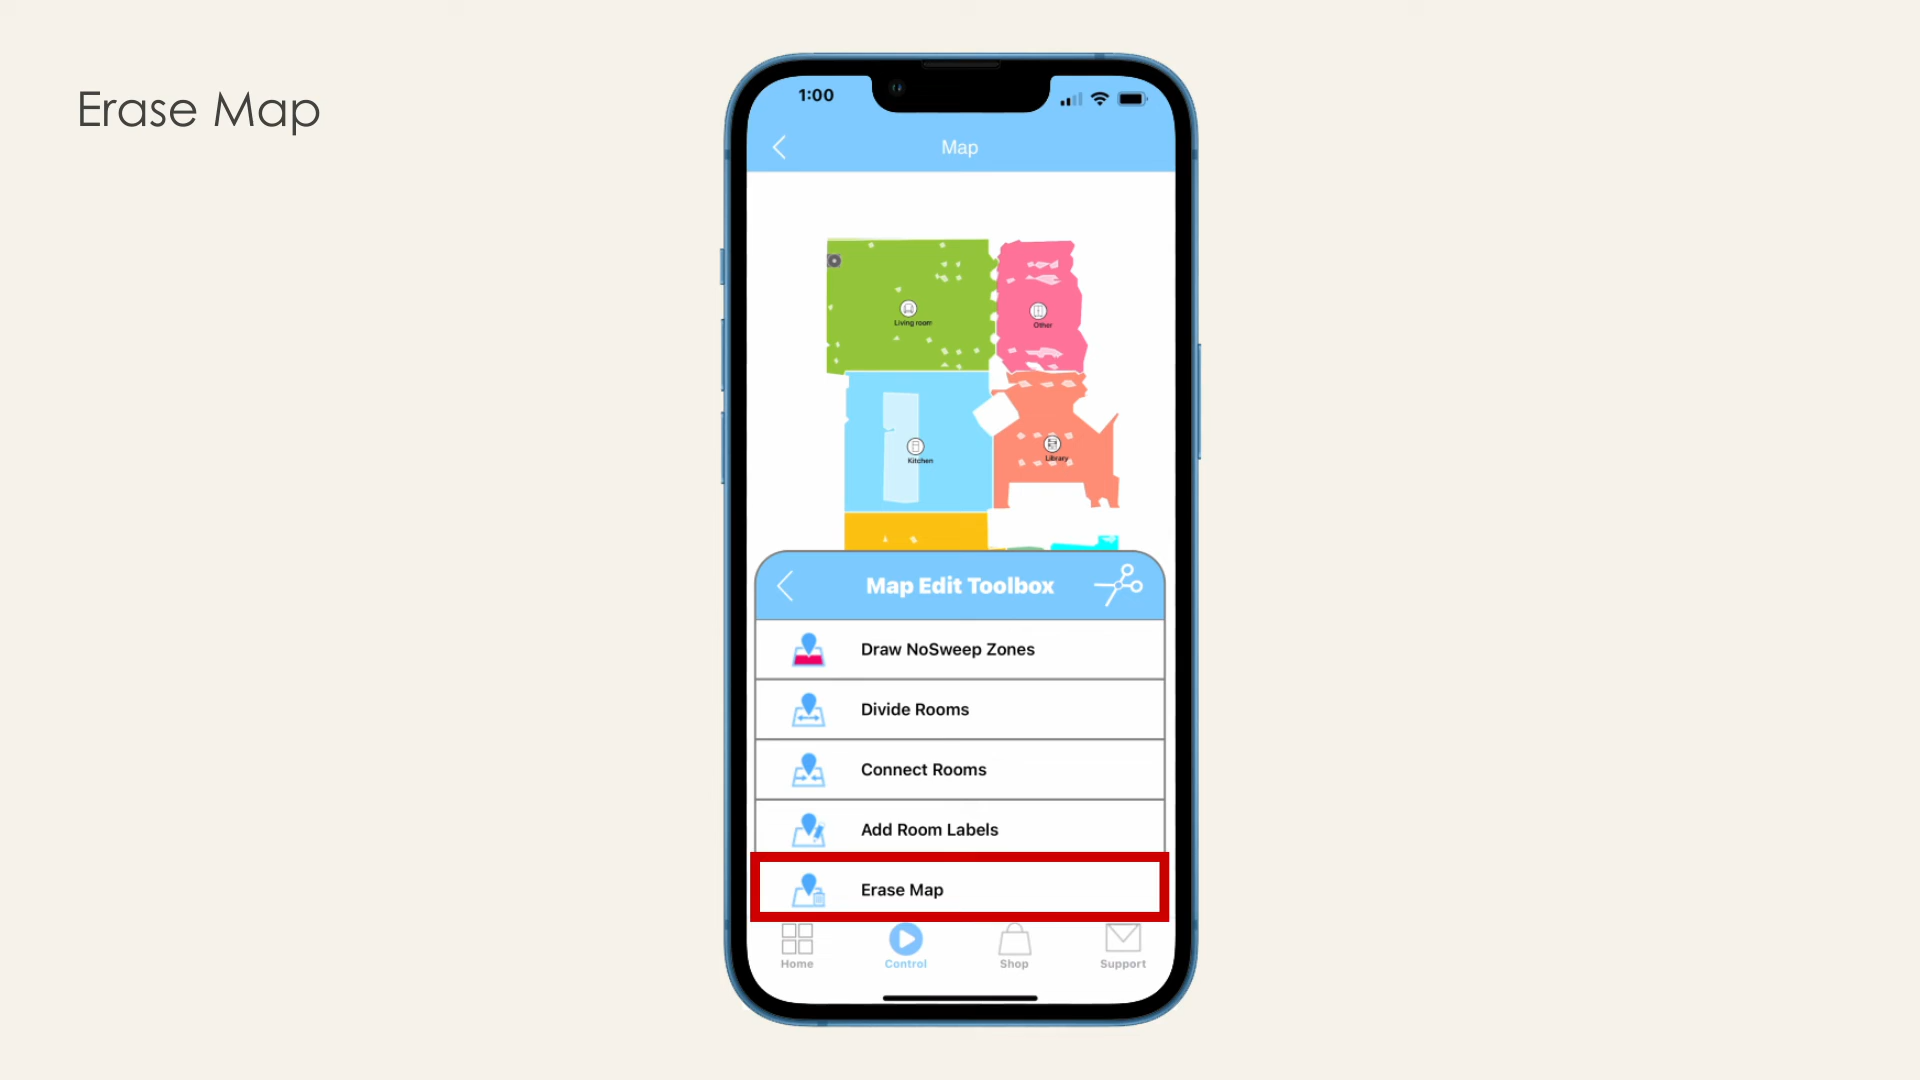 Erase Map
1:00
Map
Living room
Other
Kitchen
Library
Map Edit Toolbox
Draw NoSweep Zones
Divide Rooms
Connect Rooms
Add Room Labels
Erase Map
Home
Control
Shop
Support